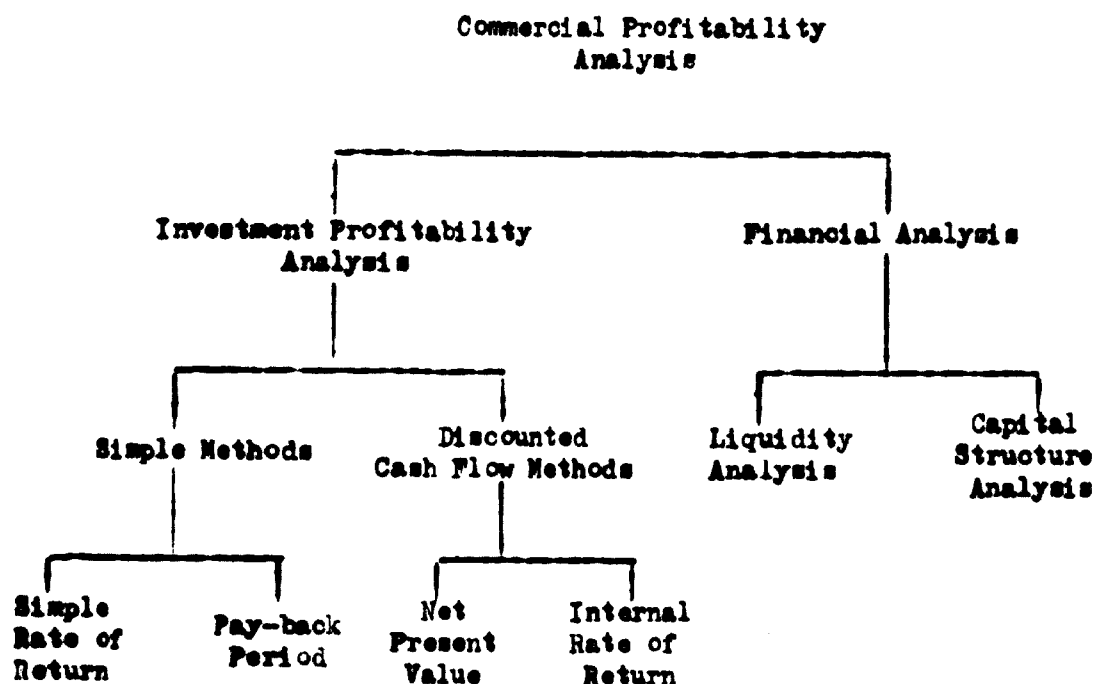 Commercial Profitability
Analysis
Investment Profitability
Analysis
Financial Analysis
Simple Methods
Discounted
Cash Flow Methods
Liquidity
Analysis
Capital
Structure
Analysis
Simple
Rate of
Return
Pay-back
Period
Net
Present
Value
Internal
Rate of
Return